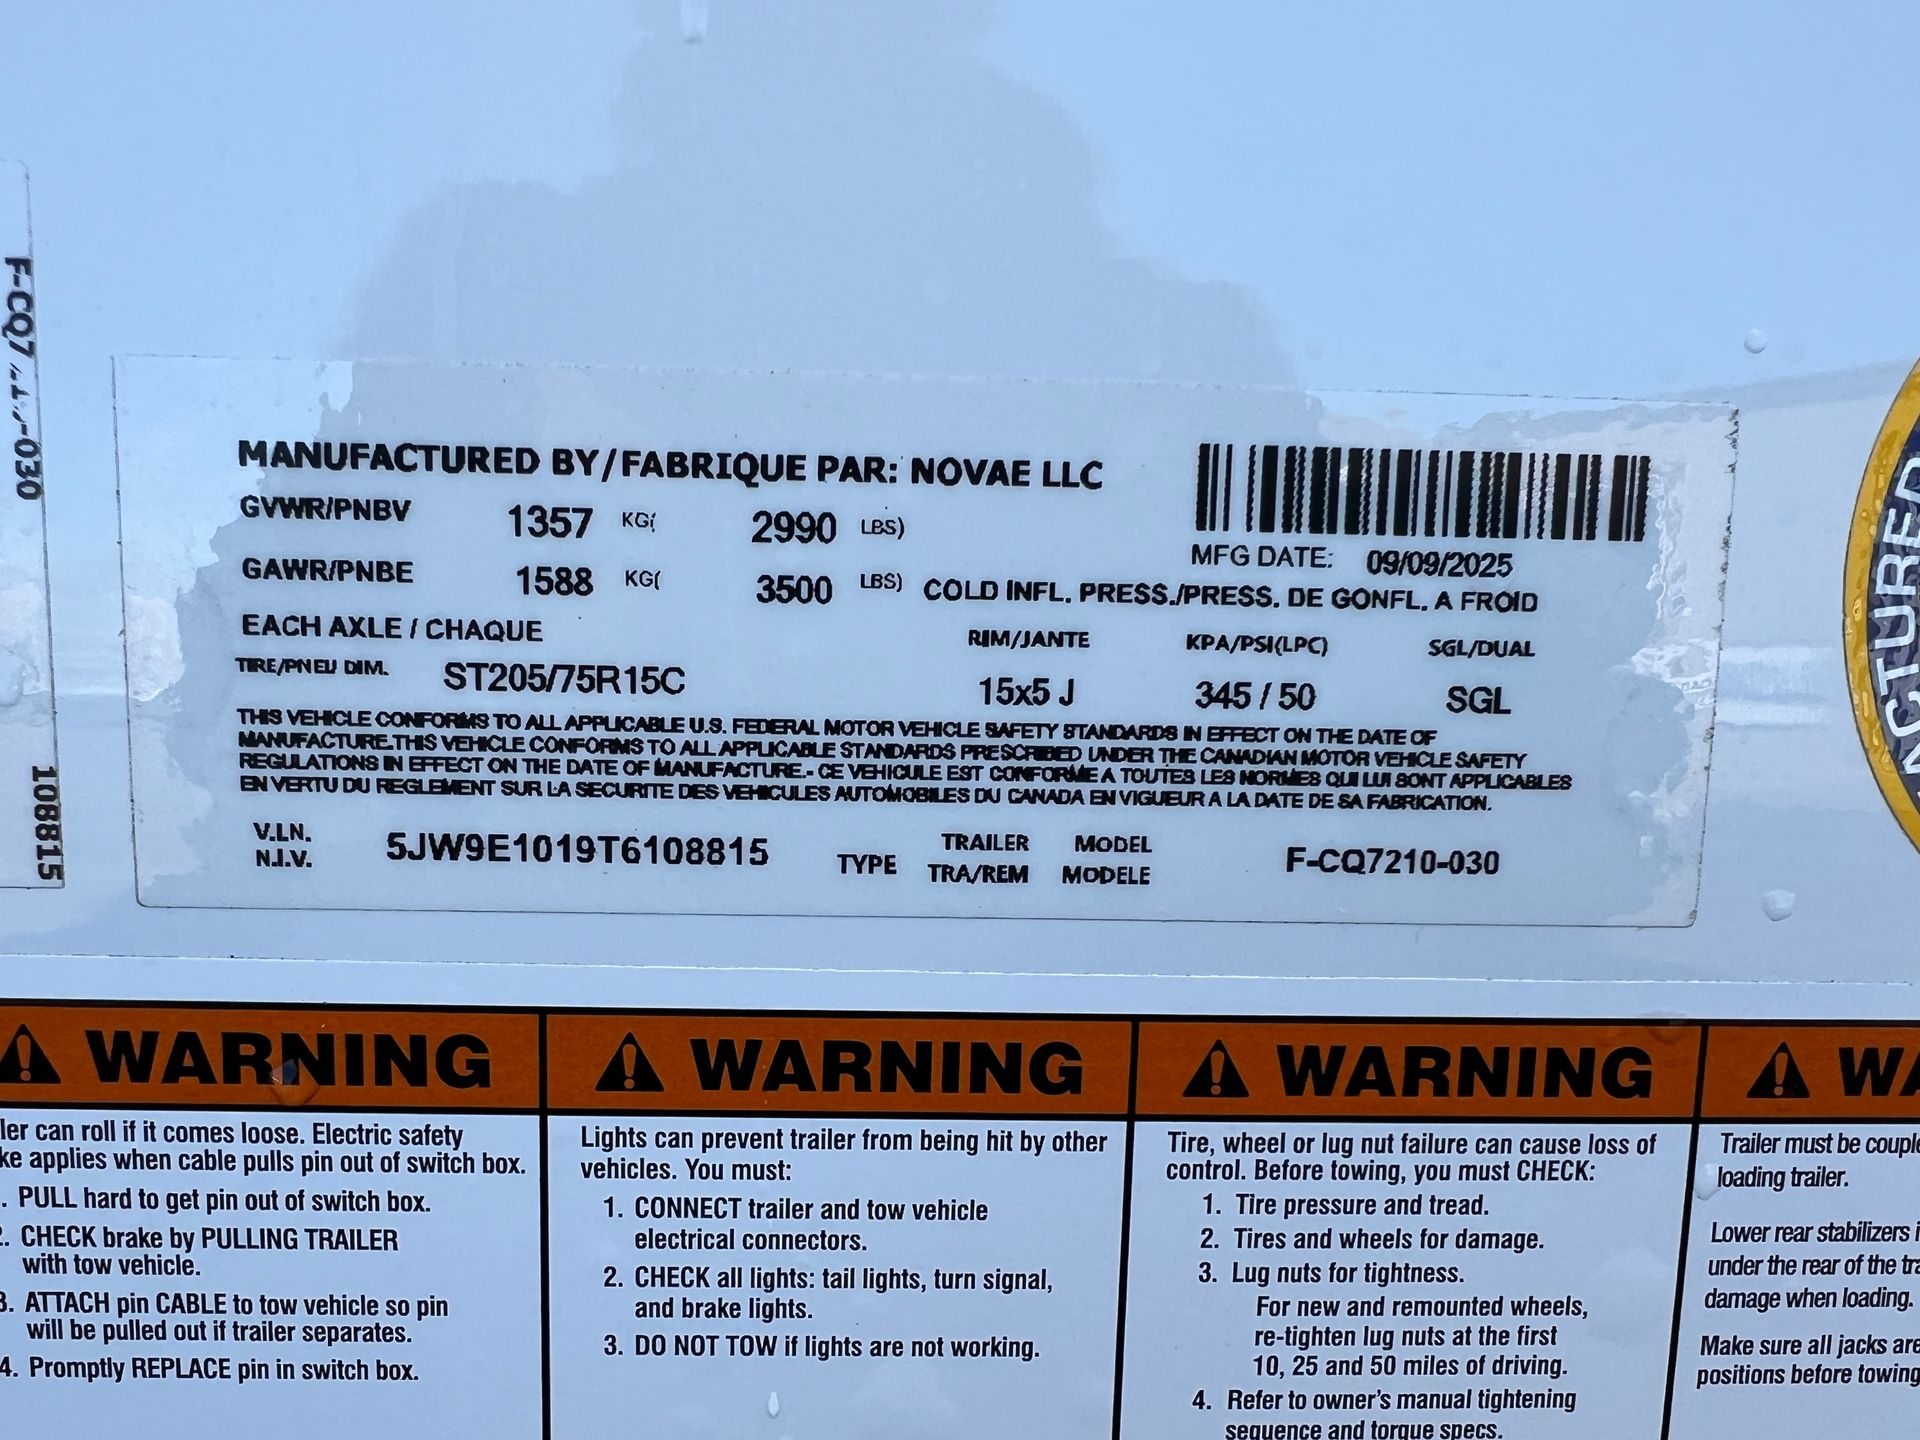 F-CQ7210-030
108815
MANUFACTURED BY/FABRIQUE PAR: NOVAE LLC
GVWR/PNBV 1357 KG( 2990 LBS)
MFG DATE: 09/09/2025
GAWR/PNBE 1588 KG( 3500 LBS) COLD INFL. PRESS./PRESS. DE GONFL. A FROID
EACH AXLE / CHAQUE RIM/JANTE KPA/PSI(LPC) SGL/DUAL
TIRE/PNEU DIM. ST205/75R15C 15x5 J 345 / 50 SGL
THIS VEHICLE CONFORMS TO ALL APPLICABLE U.S. FEDERAL MOTOR VEHICLE SAFETY STANDARDS IN EFFECT ON THE DATE OF
MANUFACTURE.THIS VEHICLE CONFORMS TO ALL APPLICABLE STANDARDS PRESCRIBED UNDER THE CANADIAN MOTOR VEHICLE SAFETY
REGULATIONS IN EFFECT ON THE DATE OF MANUFACTURE.- CE VEHICULE EST CONFORME A TOUTES LES NORMES QUI LUI SONT APPLICABLES
EN VERTU DU REGLEMENT SUR LA SECURITE DES VEHICULES AUTOMOBILES DU CANADA EN VIGUEUR A LA DATE DE SA FABRICATION.
V.I.N. 5JW9E1019T6108815 TYPE TRAILER MODEL F-CQ7210-030
N.I.V. TRA/REM MODELE
CTURED
WARNING
ler can roll if it comes loose. Electric safety
ke applies when cable pulls pin out of switch box.
. PULL hard to get pin out of switch box.
2. CHECK brake by PULLING TRAILER
with tow vehicle.
3. ATTACH pin CABLE to tow vehicle so pin
will be pulled out if trailer separates.
4. Promptly REPLACE pin in switch box.
WARNING
Lights can prevent trailer from being hit by other
vehicles. You must:
1. CONNECT trailer and tow vehicle
electrical connectors.
2. CHECK all lights: tail lights, turn signal,
and brake lights.
3. DO NOT TOW if lights are not working.
WARNING
Tire, wheel or lug nut failure can cause loss of
control. Before towing, you must CHECK:
1. Tire pressure and tread.
2. Tires and wheels for damage.
3. Lug nuts for tightness.
For new and remounted wheels,
re-tighten lug nuts at the first
10, 25 and 50 miles of driving.
4. Refer to owner's manual tightening
sequence and torque specs.
WA
Trailer must be couple
loading trailer.
Lower rear stabilizers i
under the rear of the tra
damage when loading.
Make sure all jacks are
positions before towing